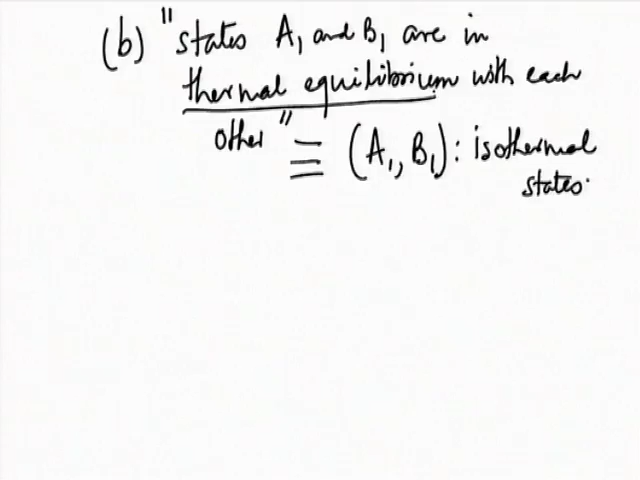 (b) "states A₁ and B₁ are in
thermal equilibrium with each
other" ≡ (A₁, B₁) : isothermal
states.